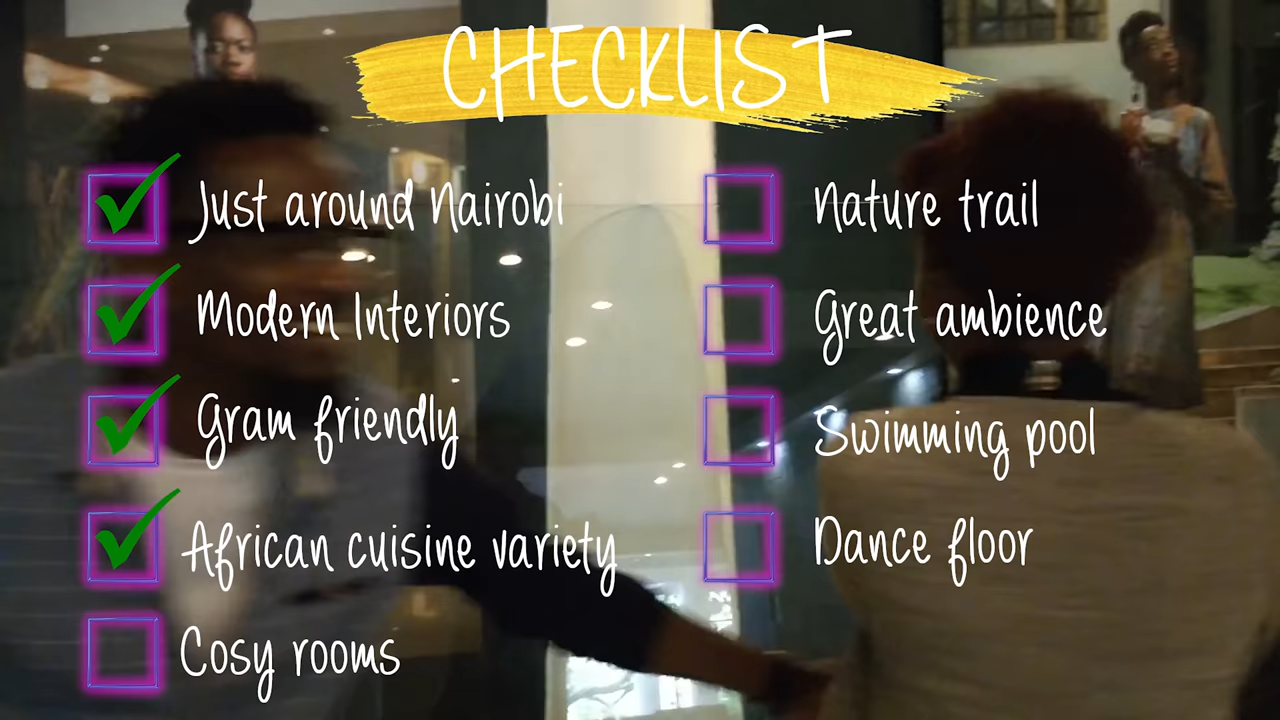 CHECKLIST
Just around Nairobi
Modern Interiors
Gram friendly
African cuisine variety
Cosy rooms
Nature trail
Great ambience
Swimming pool
Dance floor